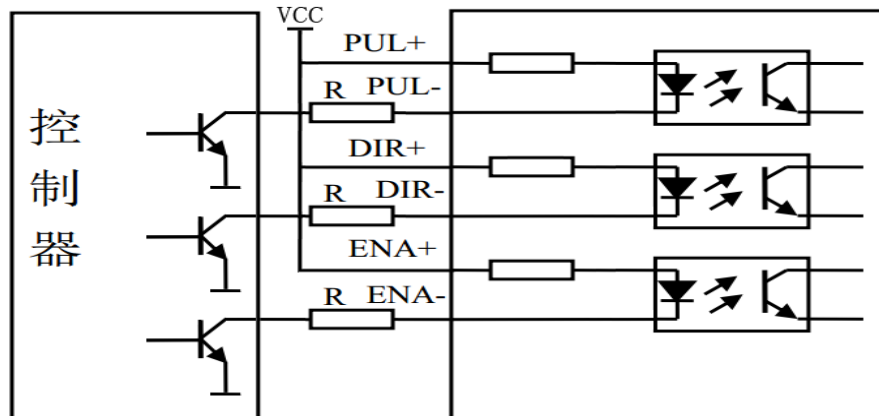 VCC
PUL+
R PUL-
DIR+
R DIR-
ENA+
R ENA-
控
制
器